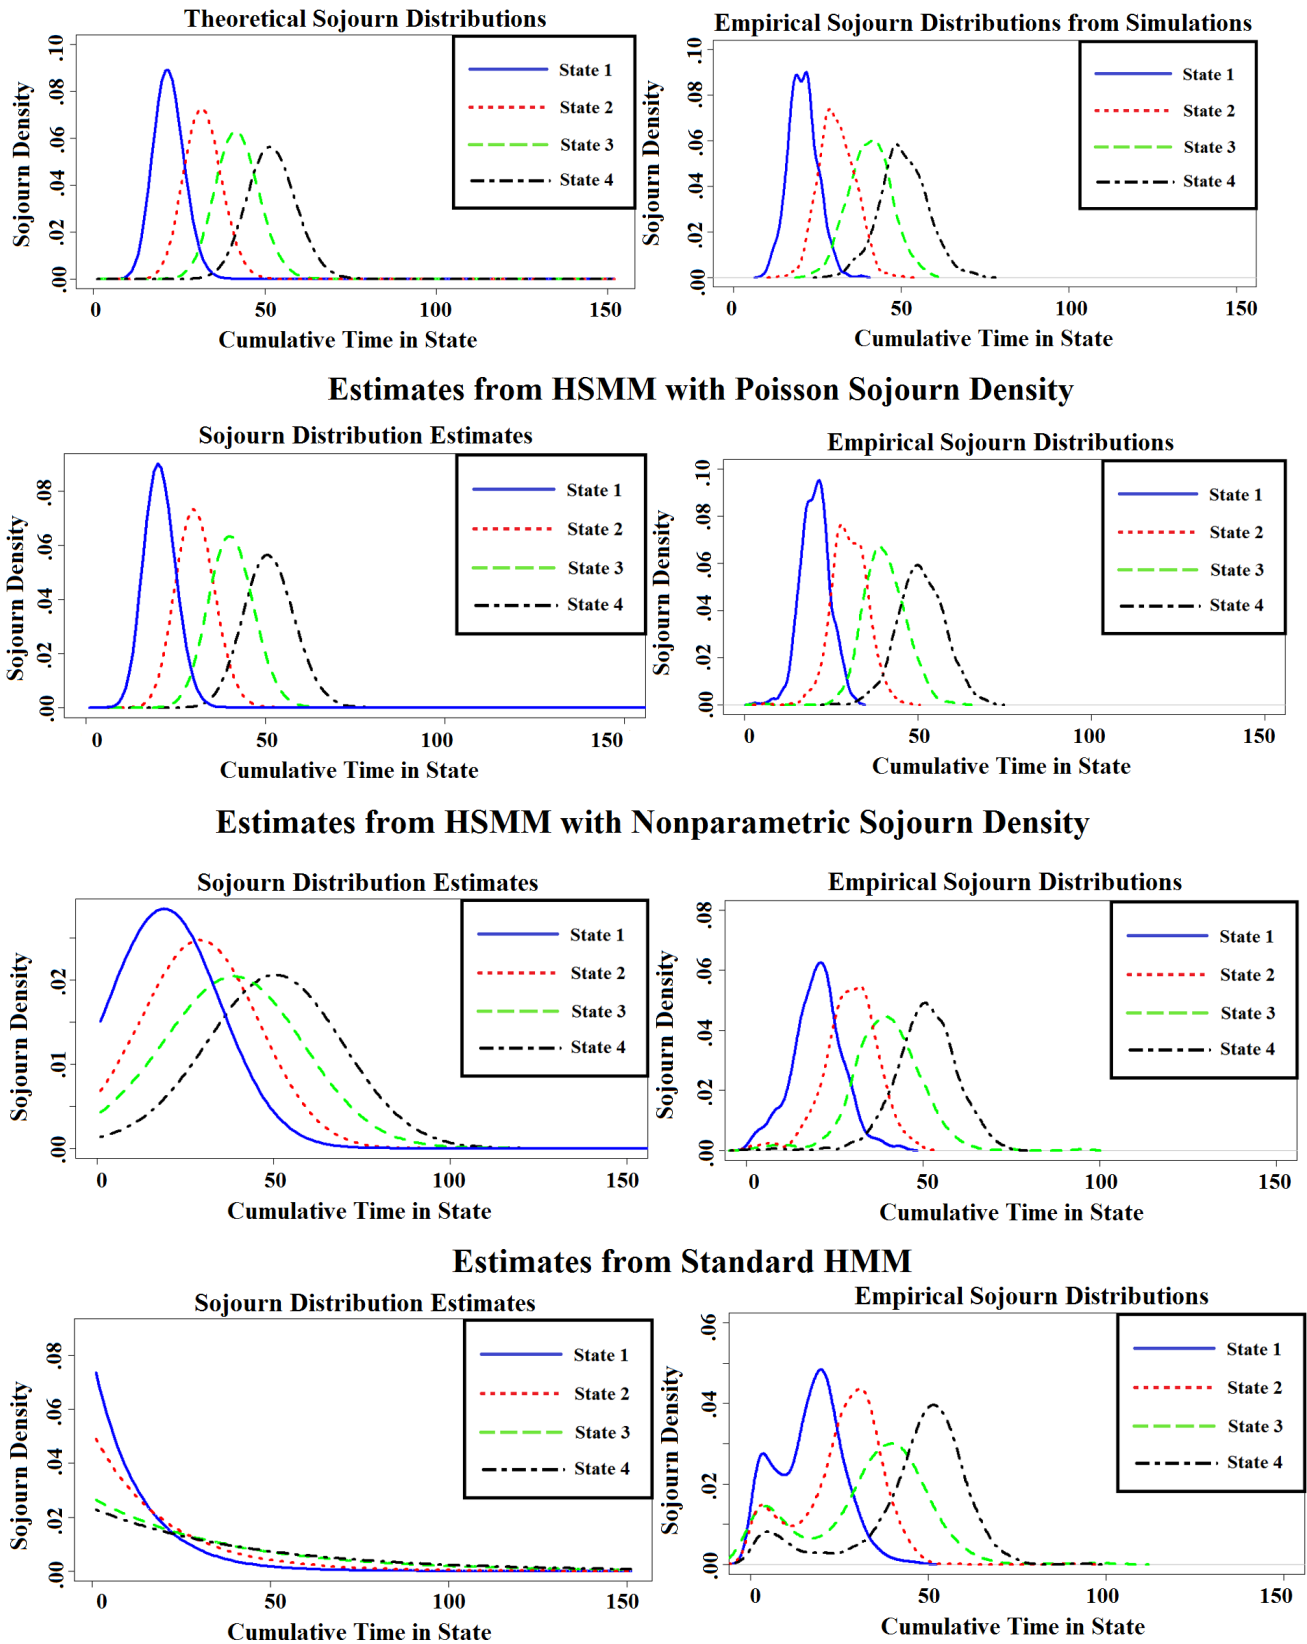 Theoretical Sojourn Distributions
Sojourn Density
.00 .02 .04 .06 .08 .10
State 1
State 2
State 3
State 4
0 50 100 150
Cumulative Time in State
Empirical Sojourn Distributions from Simulations
Sojourn Density
.00 .02 .04 .06 .08 .10
State 1
State 2
State 3
State 4
0 50 100 150
Cumulative Time in State
Estimates from HSMM with Poisson Sojourn Density
Sojourn Distribution Estimates
Sojourn Density
.00 .02 .04 .06 .08
State 1
State 2
State 3
State 4
0 50 100 150
Cumulative Time in State
Empirical Sojourn Distributions
Sojourn Density
.00 .02 .04 .06 .08 .10
State 1
State 2
State 3
State 4
0 50 100 150
Cumulative Time in State
Estimates from HSMM with Nonparametric Sojourn Density
Sojourn Distribution Estimates
Sojourn Density
.00 .01 .02
State 1
State 2
State 3
State 4
0 50 100 150
Cumulative Time in State
Empirical Sojourn Distributions
Sojourn Density
.00 .02 .04 .06 .08
State 1
State 2
State 3
State 4
0 50 100 150
Cumulative Time in State
Estimates from Standard HMM
Sojourn Distribution Estimates
Sojourn Density
.00 .02 .04 .06 .08
State 1
State 2
State 3
State 4
0 50 100 150
Cumulative Time in State
Empirical Sojourn Distributions
Sojourn Density
.00 .02 .04 .06
State 1
State 2
State 3
State 4
0 50 100 150
Cumulative Time in State